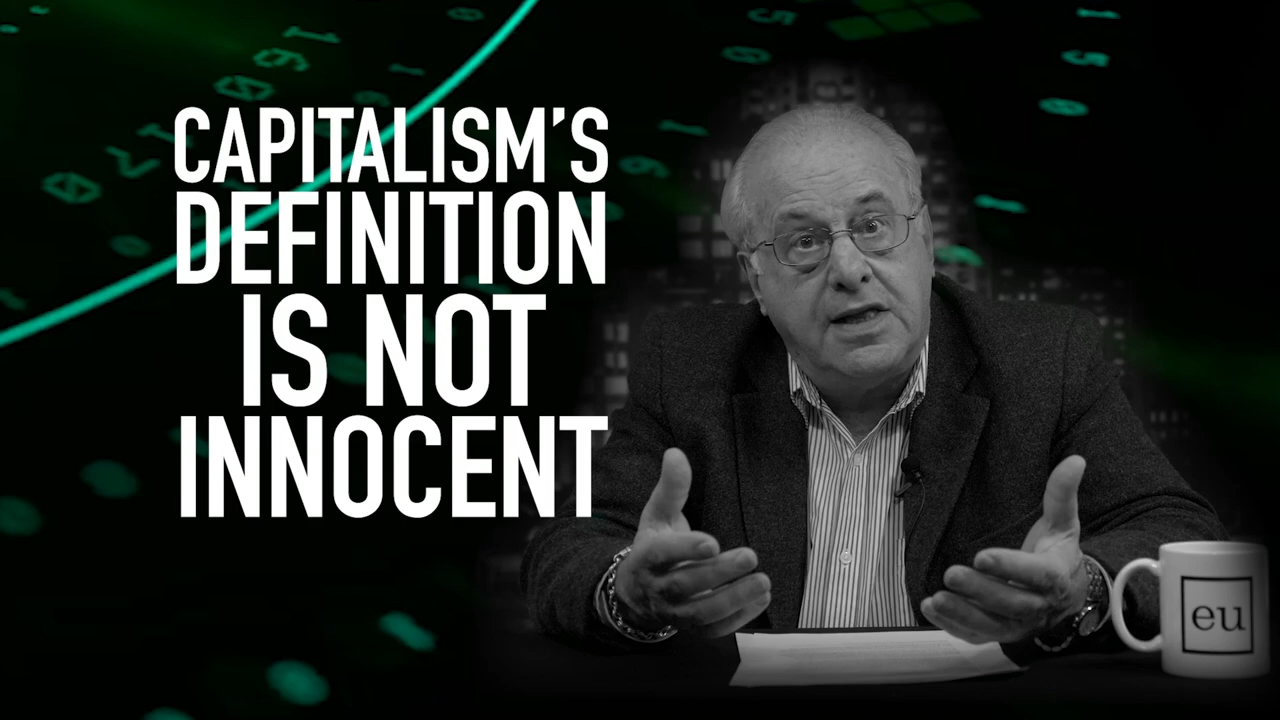 CAPITALISM'S
DEFINITION
IS NOT
INNOCENT
eu